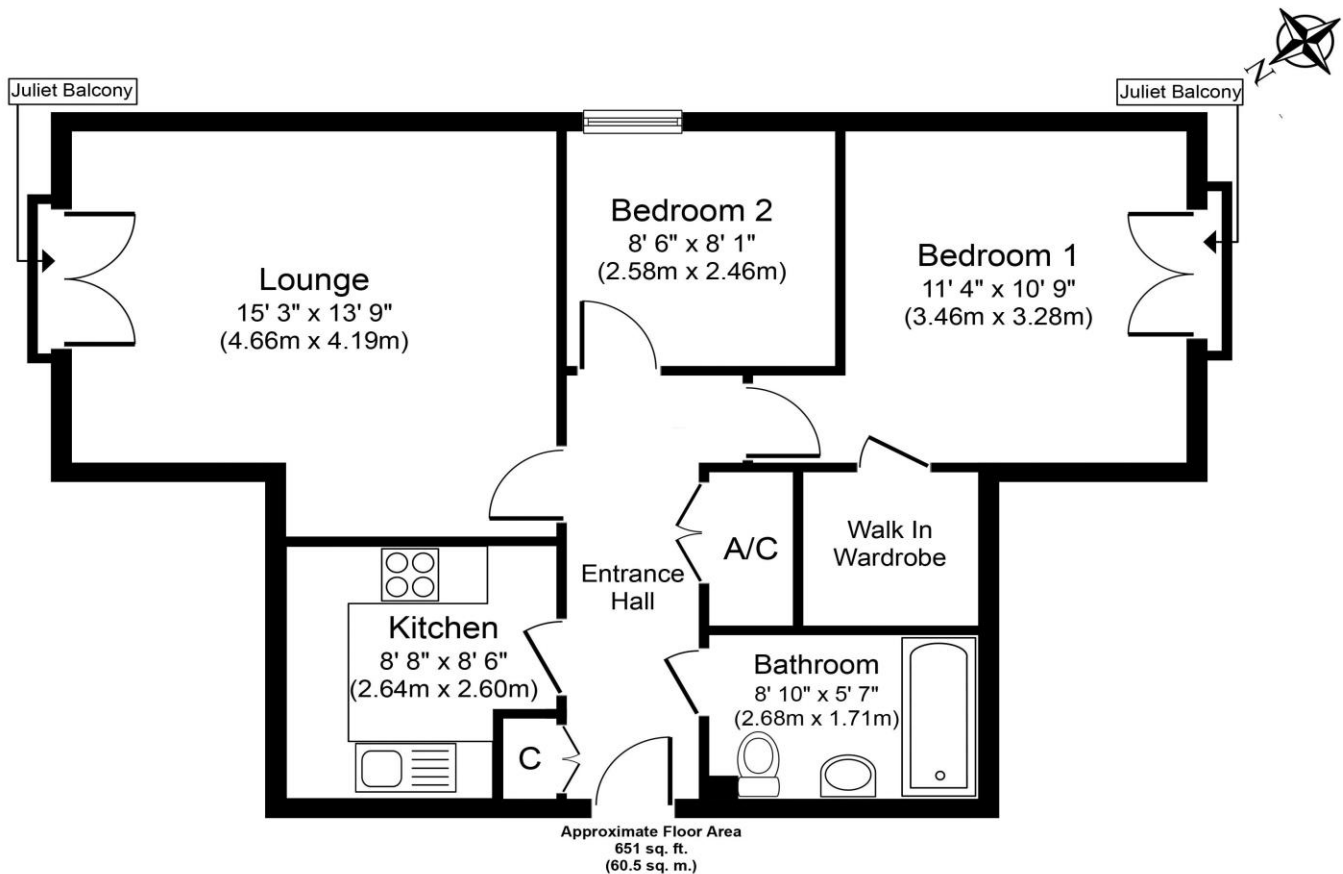 N
Juliet Balcony
Juliet Balcony
Lounge
15' 3" x 13' 9"
(4.66m x 4.19m)
Bedroom 2
8' 6" x 8' 1"
(2.58m x 2.46m)
Bedroom 1
11' 4" x 10' 9"
(3.46m x 3.28m)
Entrance
Hall
A/C
Walk In
Wardrobe
Kitchen
8' 8" x 8' 6"
(2.64m x 2.60m)
Bathroom
8' 10" x 5' 7"
(2.68m x 1.71m)
C
Approximate Floor Area
651 sq. ft.
(60.5 sq. m.)